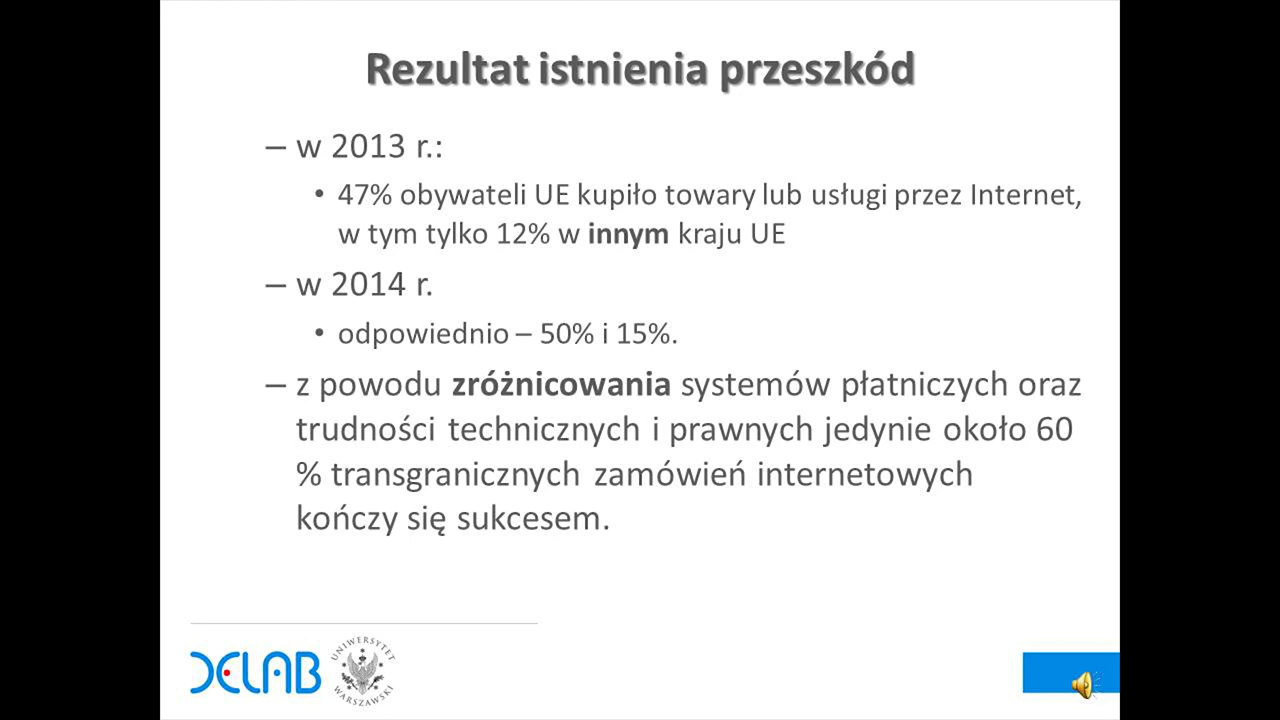 Rezultat istnienia przeszkód
– w 2013 r.:
• 47% obywateli UE kupiło towary lub usługi przez Internet,
w tym tylko 12% w innym kraju UE
– w 2014 r.
• odpowiednio – 50% i 15%.
– z powodu zróżnicowania systemów płatniczych oraz
trudności technicznych i prawnych jedynie około 60
% transgranicznych zamówień internetowych
kończy się sukcesem.
DELAB
UNIWERSYTET
WARSZAWSKI